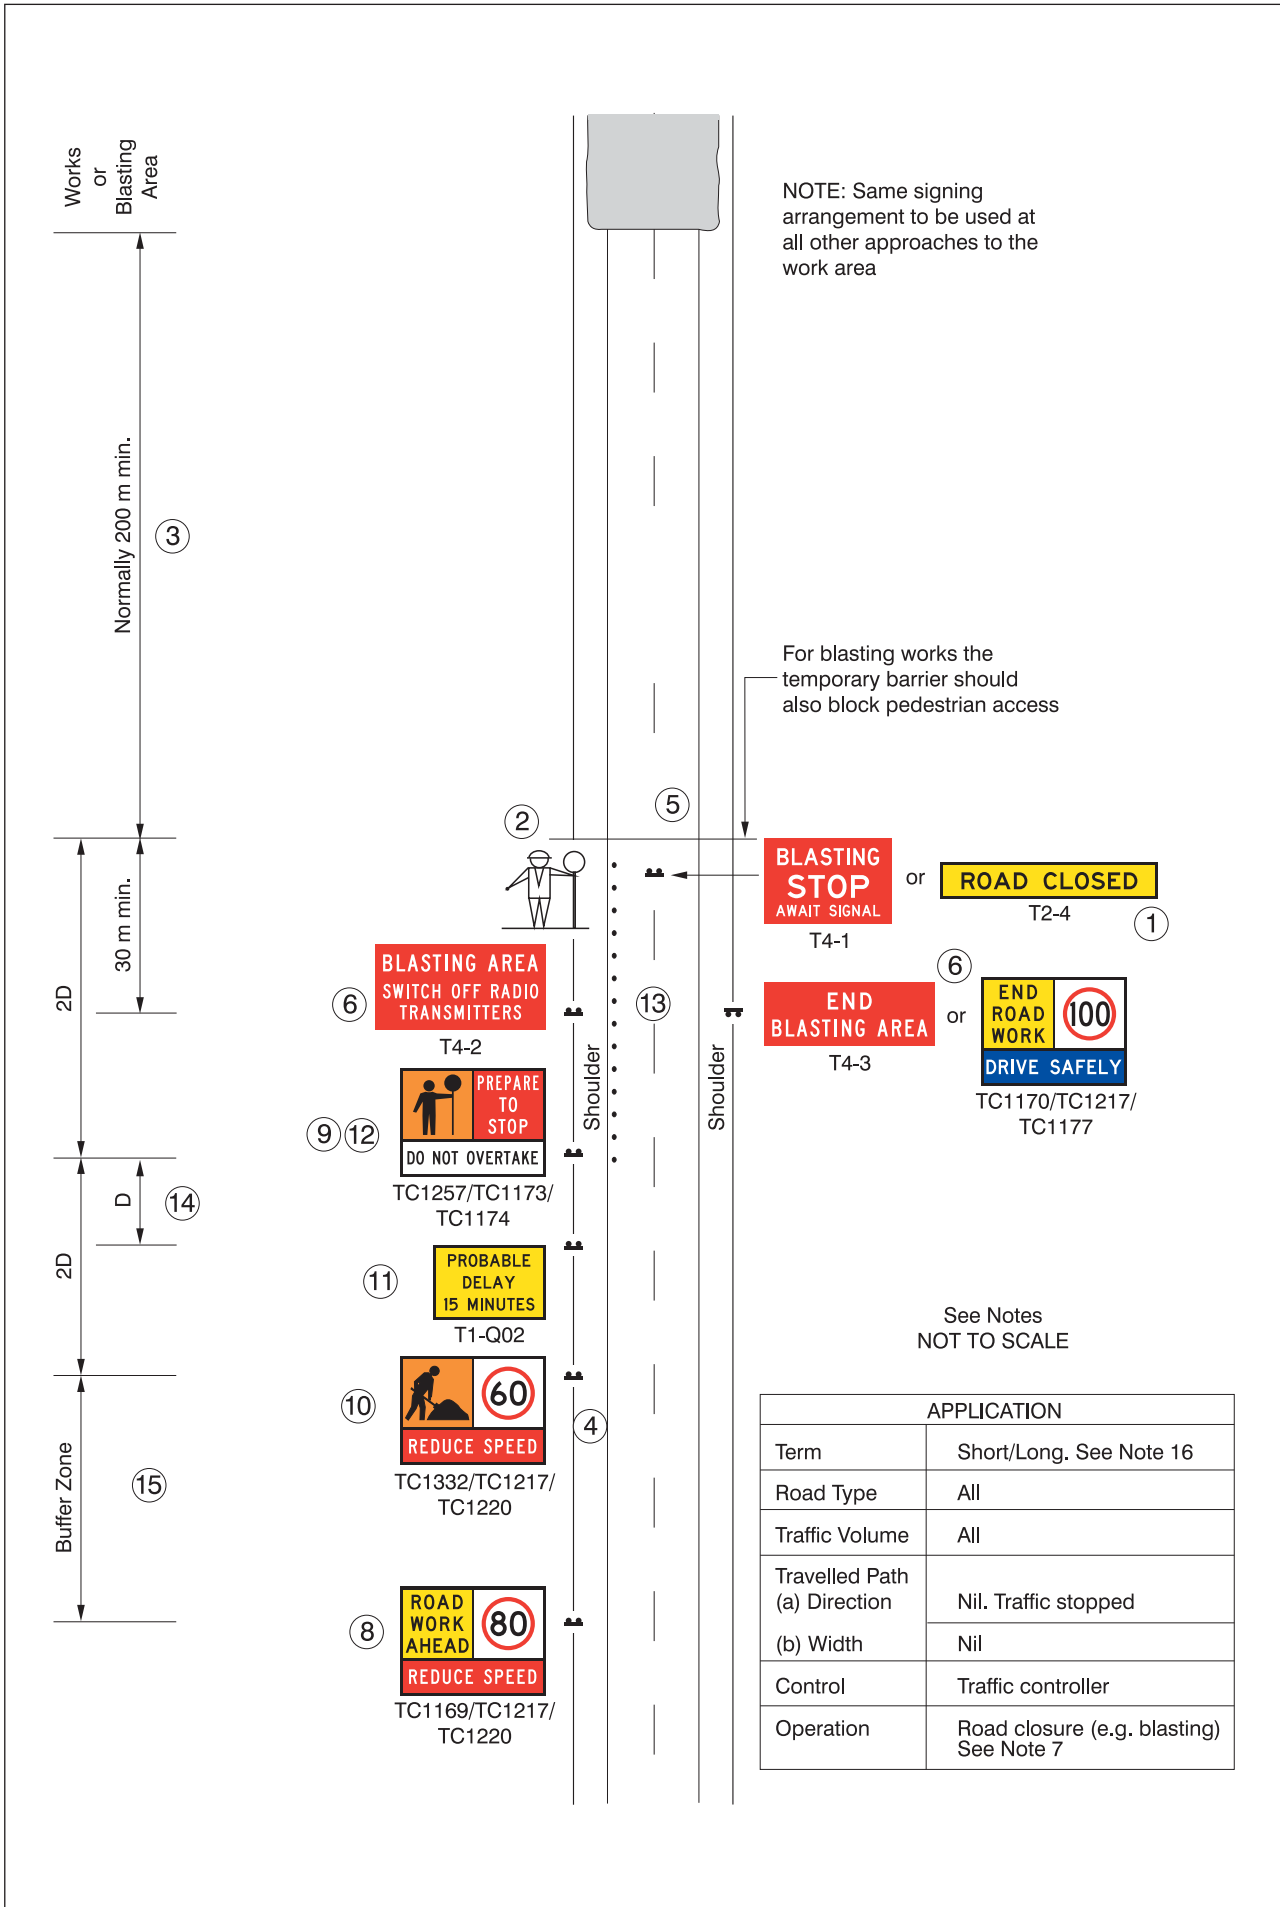 Works
or
Blasting
Area
NOTE: Same signing
arrangement to be used at
all other approaches to the
work area
Normally 200 m min.
3
For blasting works the
temporary barrier should
also block pedestrian access
5
2
BLASTING
STOP
AWAIT SIGNAL
T4-1
or
ROAD CLOSED
T2-4
1
2D
30 m min.
BLASTING AREA
SWITCH OFF RADIO
TRANSMITTERS
T4-2
6
13
6
END
BLASTING AREA
T4-3
or
END
ROAD
WORK
100
DRIVE SAFELY
TC1170/TC1217/
TC1177
Shoulder
Shoulder
9
12
PREPARE
TO
STOP
DO NOT OVERTAKE
TC1257/TC1173/
TC1174
2D
D
14
11
PROBABLE
DELAY
15 MINUTES
T1-Q02
See Notes
NOT TO SCALE
10
60
REDUCE SPEED
TC1332/TC1217/
TC1220
4
Buffer Zone
15
8
ROAD
WORK
AHEAD
80
REDUCE SPEED
TC1169/TC1217/
TC1220
APPLICATION
Term Short/Long. See Note 16
Road Type All
Traffic Volume All
Travelled Path
(a) Direction Nil. Traffic stopped
(b) Width Nil
Control Traffic controller
Operation Road closure (e.g. blasting)
See Note 7